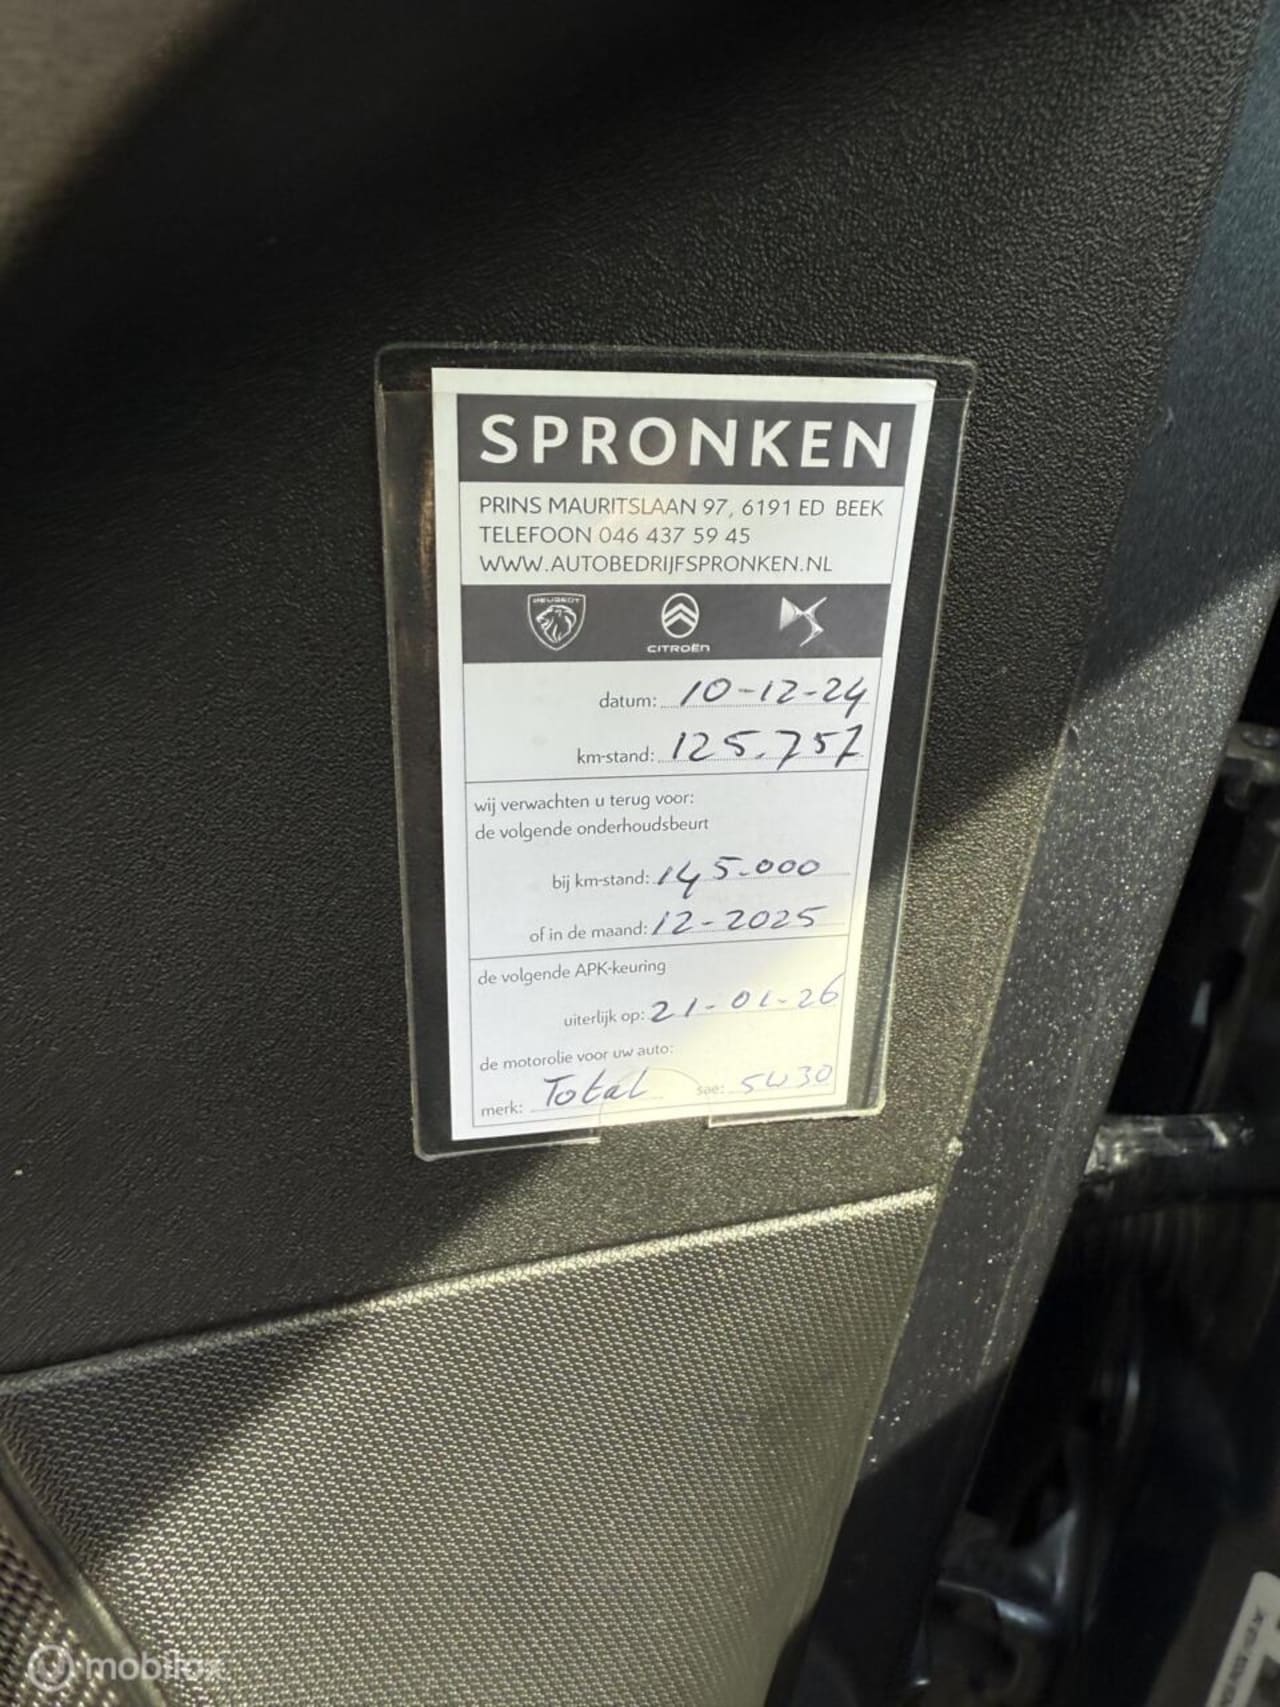 SPRONKEN
PRINS MAURITSLAAN 97, 6191 ED BEEK
TELEFOON 046 437 59 45
WWW.AUTOBEDRIJFSPRONKEN.NL
PEUGEOT
CITROËN
datum: 10-12-24
km-stand: 125.757
wij verwachten u terug voor:
de volgende onderhoudsbeurt
bij km-stand: 145.000
of in de maand: 12-2025
de volgende APK-keuring
uiterlijk op: 21-01-26
de motorolie voor uw auto:
merk: Total sae: 5W30
mobilox